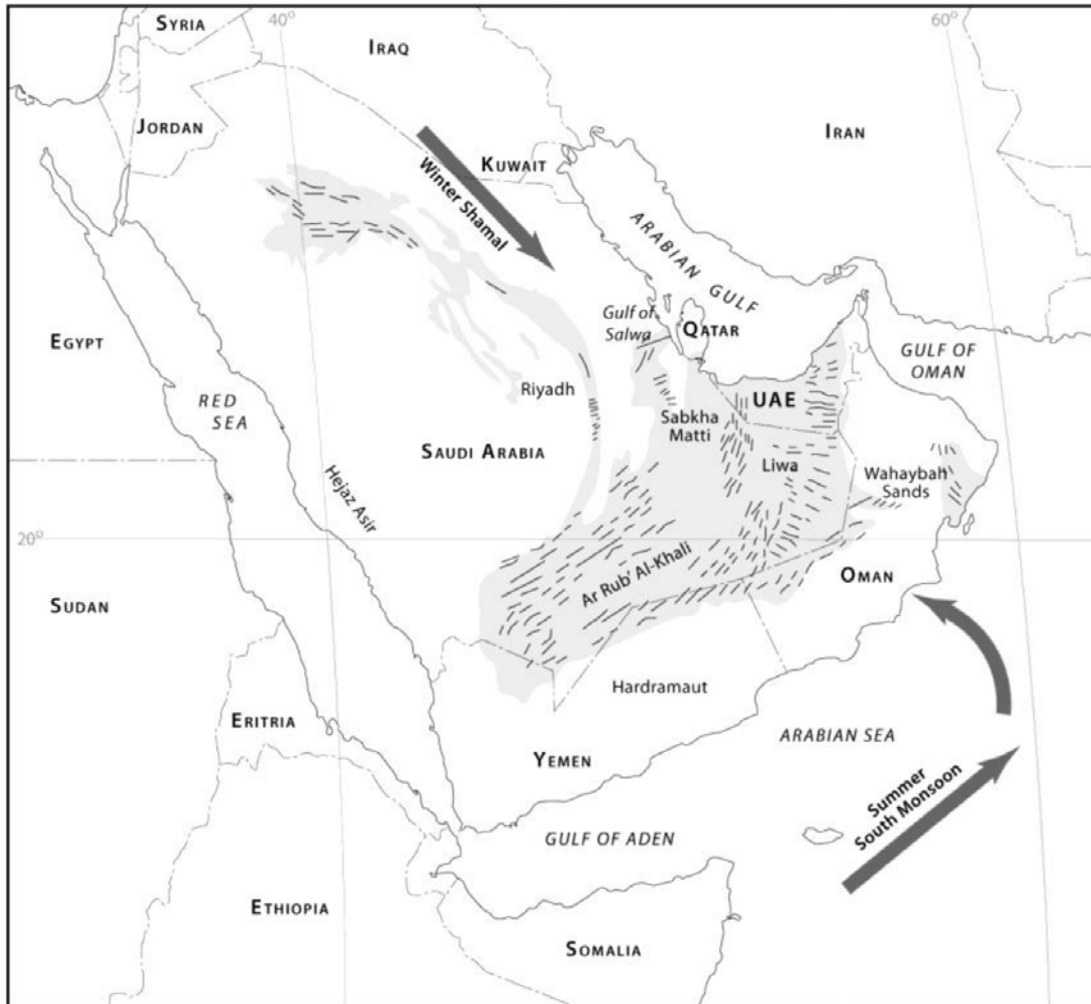 SYRIA
40°
60°
IRAQ
JORDAN
IRAN
KUWAIT
Winter Shamal
ARABIAN GULF
Gulf of
Salwa
QATAR
EGYPT
GULF OF
OMAN
RED
SEA
Riyadh
UAE
Sabkha
Matti
SAUDI ARABIA
Liwa
Wahaybah
Sands
Hejaz Asir
20°
Ar Rub' Al-Khali
OMAN
SUDAN
Hardramaut
ERITRIA
ARABIAN SEA
YEMEN
Summer
South Monsoon
GULF OF ADEN
ETHIOPIA
SOMALIA